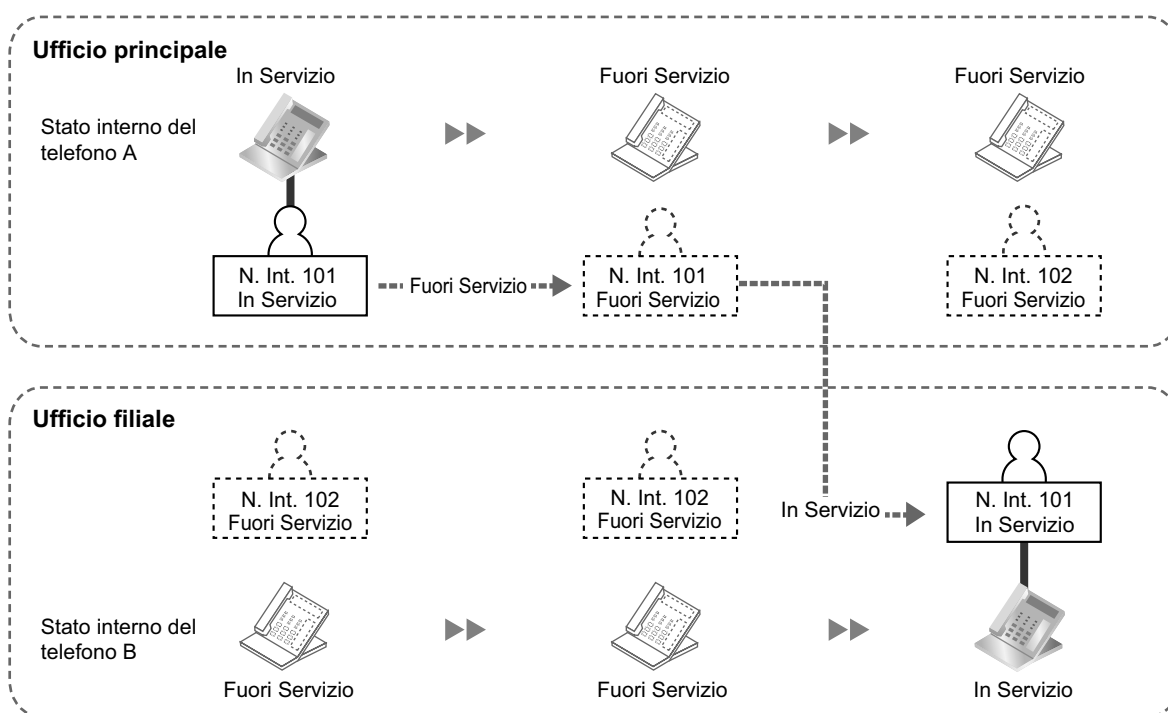 Ufficio principale
In Servizio
Fuori Servizio
Fuori Servizio
Stato interno del
telefono A
N. Int. 101
In Servizio
Fuori Servizio
N. Int. 101
Fuori Servizio
N. Int. 102
Fuori Servizio
Ufficio filiale
N. Int. 102
Fuori Servizio
N. Int. 102
Fuori Servizio
In Servizio
N. Int. 101
In Servizio
Stato interno del
telefono B
Fuori Servizio
Fuori Servizio
In Servizio